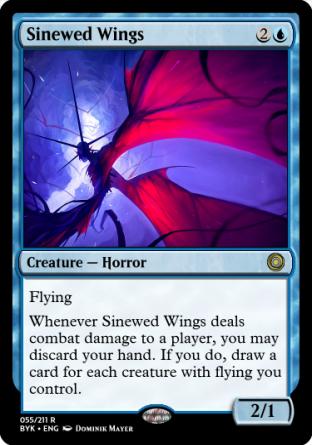 Sinewed Wings 2
Creature — Horror
Flying
Whenever Sinewed Wings deals
combat damage to a player, you may
discard your hand. If you do, draw a
card for each creature with flying you
control.
055/211 R
BYK • ENG DOMINIK MAYER
2/1